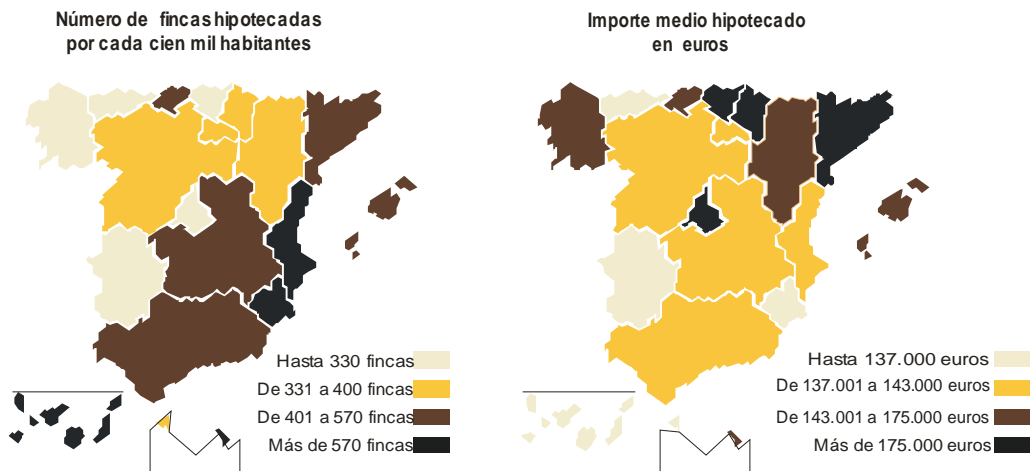 Número de fincas hipotecadas
por cada cien mil habitantes
Hasta 330 fincas
De 331 a 400 fincas
De 401 a 570 fincas
Más de 570 fincas
Importe medio hipotecado
en euros
Hasta 137.000 euros
De 137.001 a 143.000 euros
De 143.001 a 175.000 euros
Más de 175.000 euros